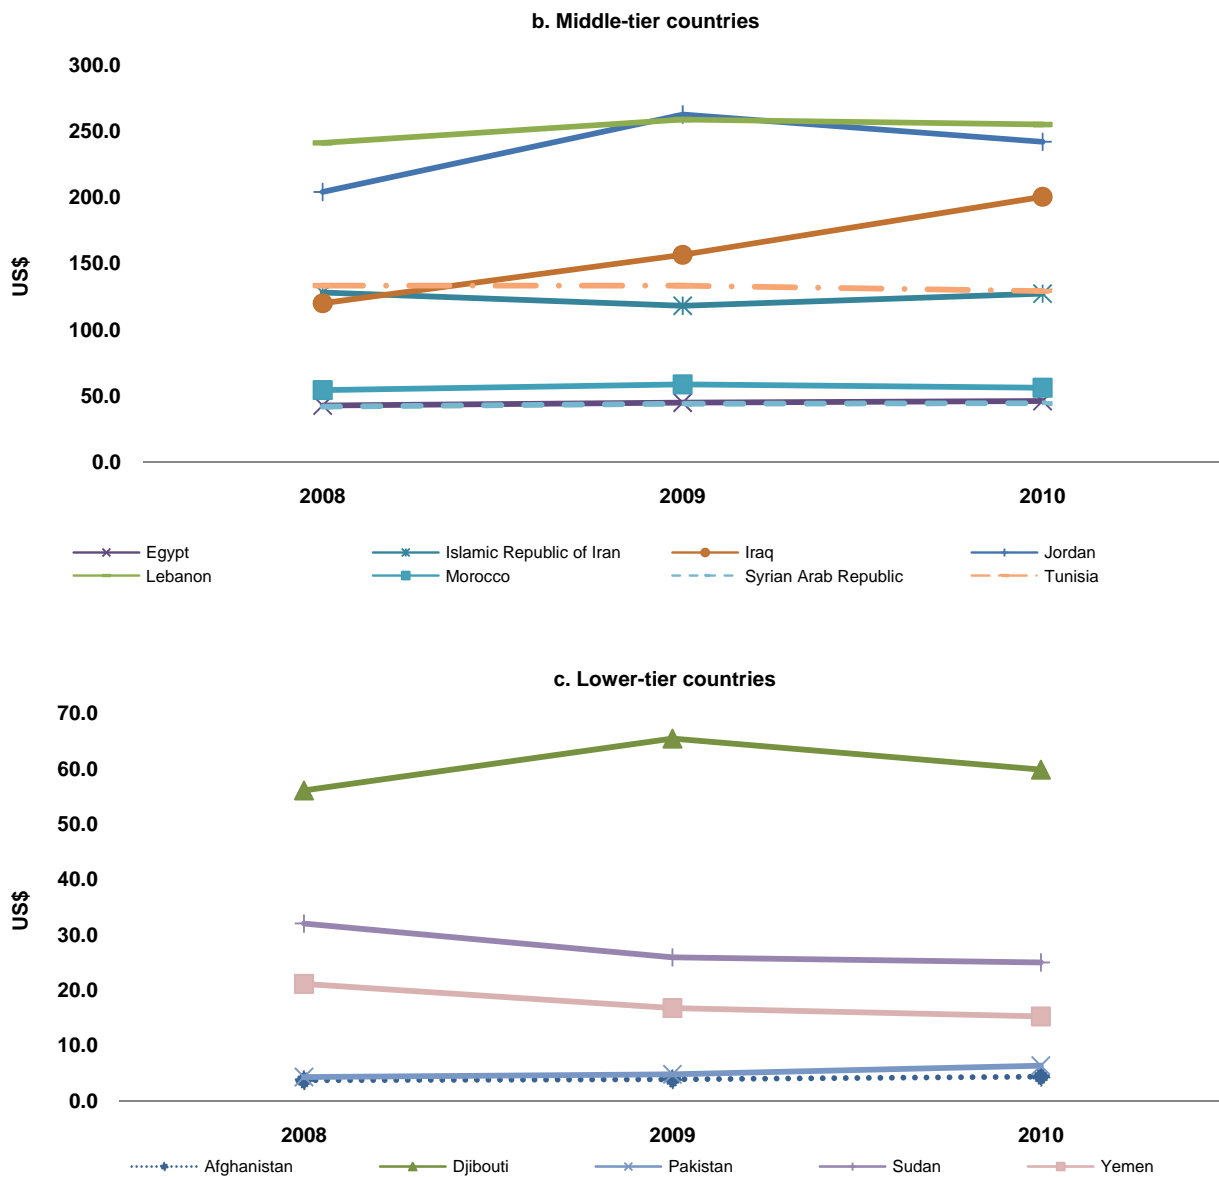 b. Middle-tier countries
300.0
250.0
200.0
150.0
100.0
50.0
0.0
US$
2008 2009 2010
Egypt Islamic Republic of Iran Iraq Jordan
Lebanon Morocco Syrian Arab Republic Tunisia
c. Lower-tier countries
70.0
60.0
50.0
40.0
30.0
20.0
10.0
0.0
US$
2008 2009 2010
Afghanistan Djibouti Pakistan Sudan Yemen